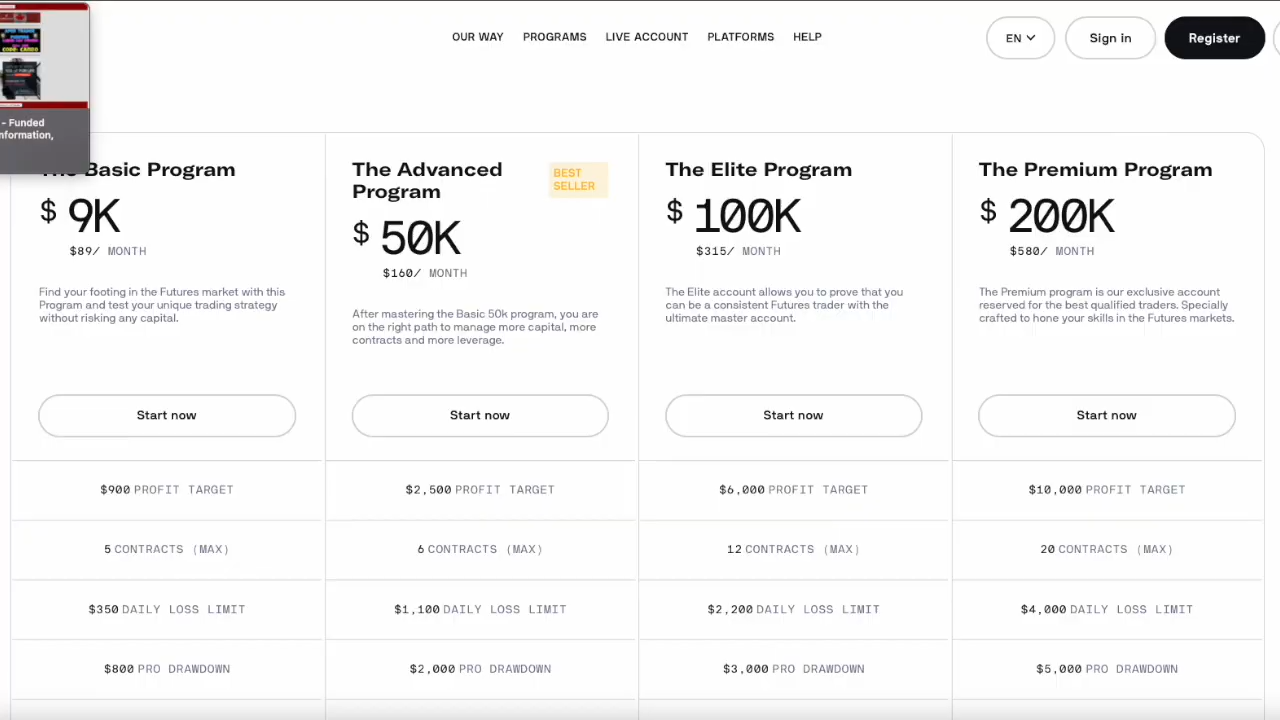 OUR WAY PROGRAMS LIVE ACCOUNT PLATFORMS HELP
EN
Sign in
Register
- Funded
nformation,
The Basic Program
$ 9K
$89/ MONTH
Find your footing in the Futures market with this
Program and test your unique trading strategy
without risking any capital.
Start now
$900 PROFIT TARGET
5 CONTRACTS (MAX)
$350 DAILY LOSS LIMIT
$800 PRO DRAWDOWN
The Advanced
Program
BEST
SELLER
$ 50K
$160/ MONTH
After mastering the Basic 50k program, you are
on the right path to manage more capital, more
contracts and more leverage.
Start now
$2,500 PROFIT TARGET
6 CONTRACTS (MAX)
$1,100 DAILY LOSS LIMIT
$2,000 PRO DRAWDOWN
The Elite Program
$ 100K
$315/ MONTH
The Elite account allows you to prove that you
can be a consistent Futures trader with the
ultimate master account.
Start now
$6,000 PROFIT TARGET
12 CONTRACTS (MAX)
$2,200 DAILY LOSS LIMIT
$3,000 PRO DRAWDOWN
The Premium Program
$ 200K
$580/ MONTH
The Premium program is our exclusive account
reserved for the best qualified traders. Specially
crafted to hone your skills in the Futures markets.
Start now
$10,000 PROFIT TARGET
20 CONTRACTS (MAX)
$4,000 DAILY LOSS LIMIT
$5,000 PRO DRAWDOWN